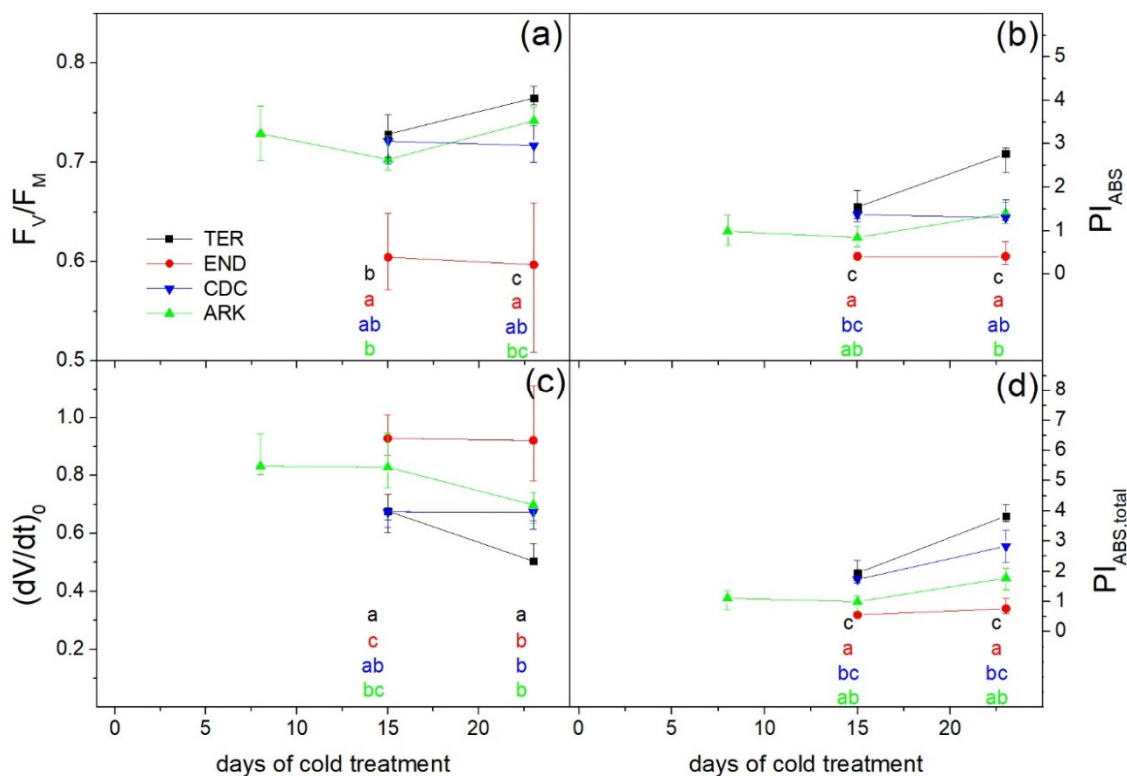 (a)
(b)
0.8
0.7
0.6
0.5
F_V/F_M
TER
END
CDC
ARK
b c
a a
ab ab
b bc
5
4
3
2
1
0
PI_ABS
c c
a a
bc ab
ab b
(c)
(d)
1.0
0.8
0.6
0.4
0.2
(dV/dt)_0
a a
c b
ab b
bc b
8
7
6
5
4
3
2
1
0
PI_ABS,total
c c
a a
bc bc
ab ab
0 5 10 15 20
0 5 10 15 20
days of cold treatment
days of cold treatment